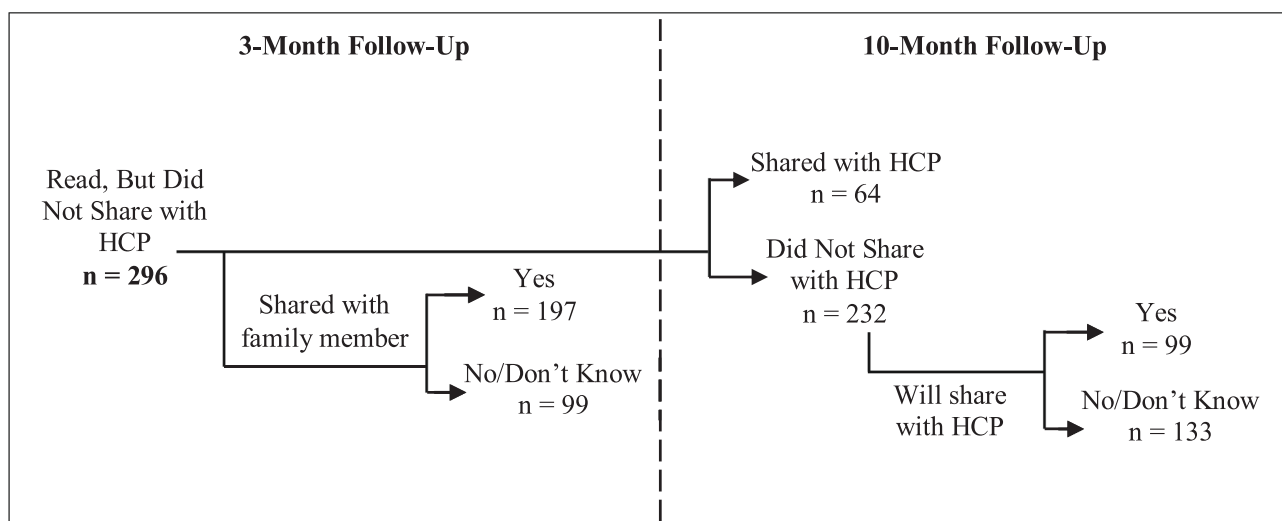 3-Month Follow-Up
Read, But Did
Not Share with
HCP
n = 296
Shared with
family member
Yes
n = 197
No/Don't Know
n = 99
10-Month Follow-Up
Shared with HCP
n = 64
Did Not Share
with HCP
n = 232
Will share
with HCP
Yes
n = 99
No/Don't Know
n = 133